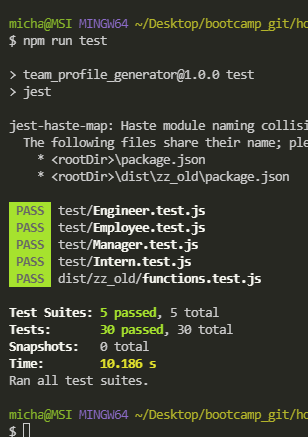 micha@MSI MINGW64 ~/Desktop/bootcamp_git/ho
$ npm run test
> team_profile_generator@1.0.0 test
> jest
jest-haste-map: Haste module naming collisi
The following files share their name; ple
* <rootDir>\package.json
* <rootDir>\dist\zz_old\package.json
PASS test/Engineer.test.js
PASS test/Employee.test.js
PASS test/Manager.test.js
PASS test/Intern.test.js
PASS dist/zz_old/functions.test.js
Test Suites: 5 passed, 5 total
Tests: 30 passed, 30 total
Snapshots: 0 total
Time: 10.186 s
Ran all test suites.
micha@MSI MINGW64 ~/Desktop/bootcamp_git/ho
$